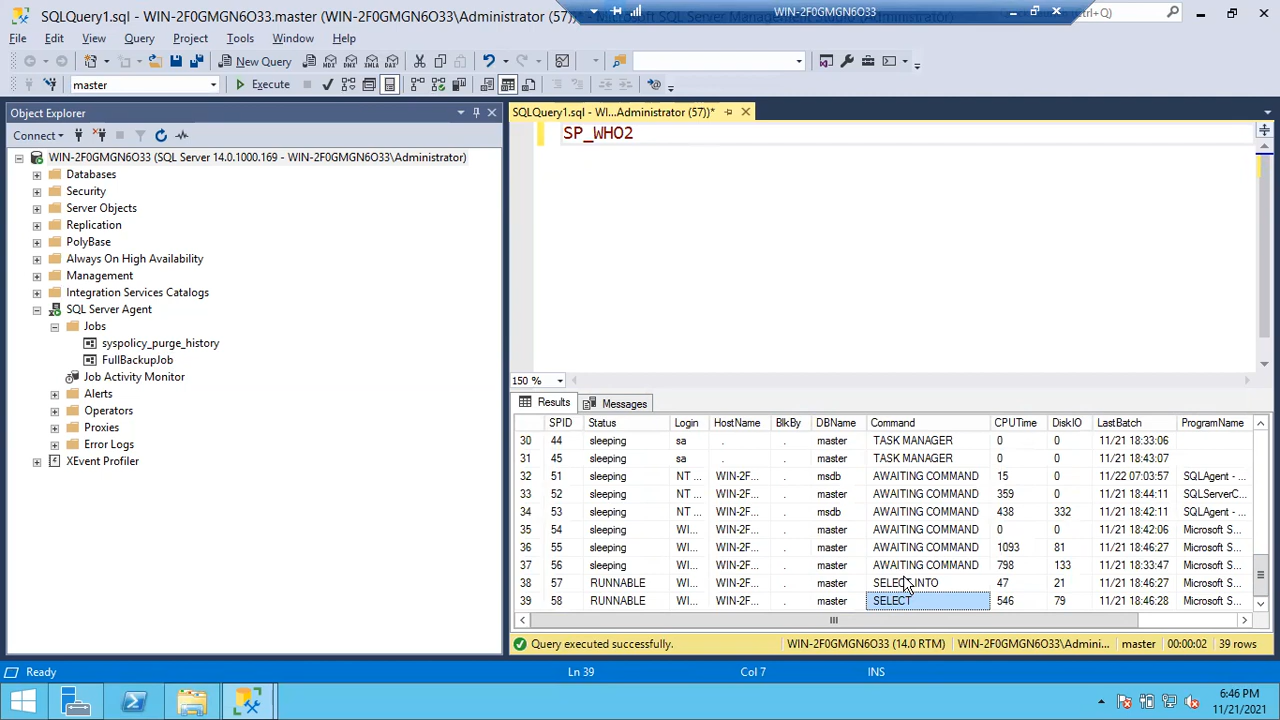 SQLQuery1.sql - WIN-2F0GMGN6O33.master (WIN-2F0GMGN6O33\Administrator (57))* - Microsoft SQL Server Management Studio (Administrator)
WIN-2F0GMGN6O33
File Edit View Query Project Tools Window Help
New Query
MDX DMX XMLA DAX
master Execute
Object Explorer
Connect
WIN-2F0GMGN6O33 (SQL Server 14.0.1000.169 - WIN-2F0GMGN6O33\Administrator)
Databases
Security
Server Objects
Replication
PolyBase
Always On High Availability
Management
Integration Services Catalogs
SQL Server Agent
Jobs
syspolicy_purge_history
FullBackupJob
Job Activity Monitor
Alerts
Operators
Proxies
Error Logs
XEvent Profiler
SQLQuery1.sql - WI...Administrator (57))*
SP_WHO2
150 %
Results Messages
SPID Status Login HostName BlkBy DBName Command CPUTime DiskIO LastBatch ProgramName
30 44 sleeping sa . . master TASK MANAGER 0 0 11/21 18:33:06
31 45 sleeping sa . . master TASK MANAGER 0 0 11/21 18:43:07
32 51 sleeping NT ... WIN-2F... . msdb AWAITING COMMAND 15 0 11/22 07:03:57 SQLAgent - ...
33 52 sleeping NT ... WIN-2F... . master AWAITING COMMAND 359 0 11/21 18:44:11 SQLServerC...
34 53 sleeping NT ... WIN-2F... . msdb AWAITING COMMAND 438 332 11/21 18:42:11 SQLAgent - ...
35 54 sleeping WI... WIN-2F... . master AWAITING COMMAND 0 0 11/21 18:42:06 Microsoft S...
36 55 sleeping WI... WIN-2F... . master AWAITING COMMAND 1093 81 11/21 18:46:27 Microsoft S...
37 56 sleeping WI... WIN-2F... . master AWAITING COMMAND 798 133 11/21 18:33:47 Microsoft S...
38 57 RUNNABLE WI... WIN-2F... . master SELECT INTO 47 21 11/21 18:46:27 Microsoft S...
39 58 RUNNABLE WI... WIN-2F... . master SELECT 546 79 11/21 18:46:28 Microsoft S...
Query executed successfully. WIN-2F0GMGN6O33 (14.0 RTM) WIN-2F0GMGN6O33\Admini... master 00:00:02 39 rows
Ready Ln 39 Col 7 INS
6:46 PM
11/21/2021